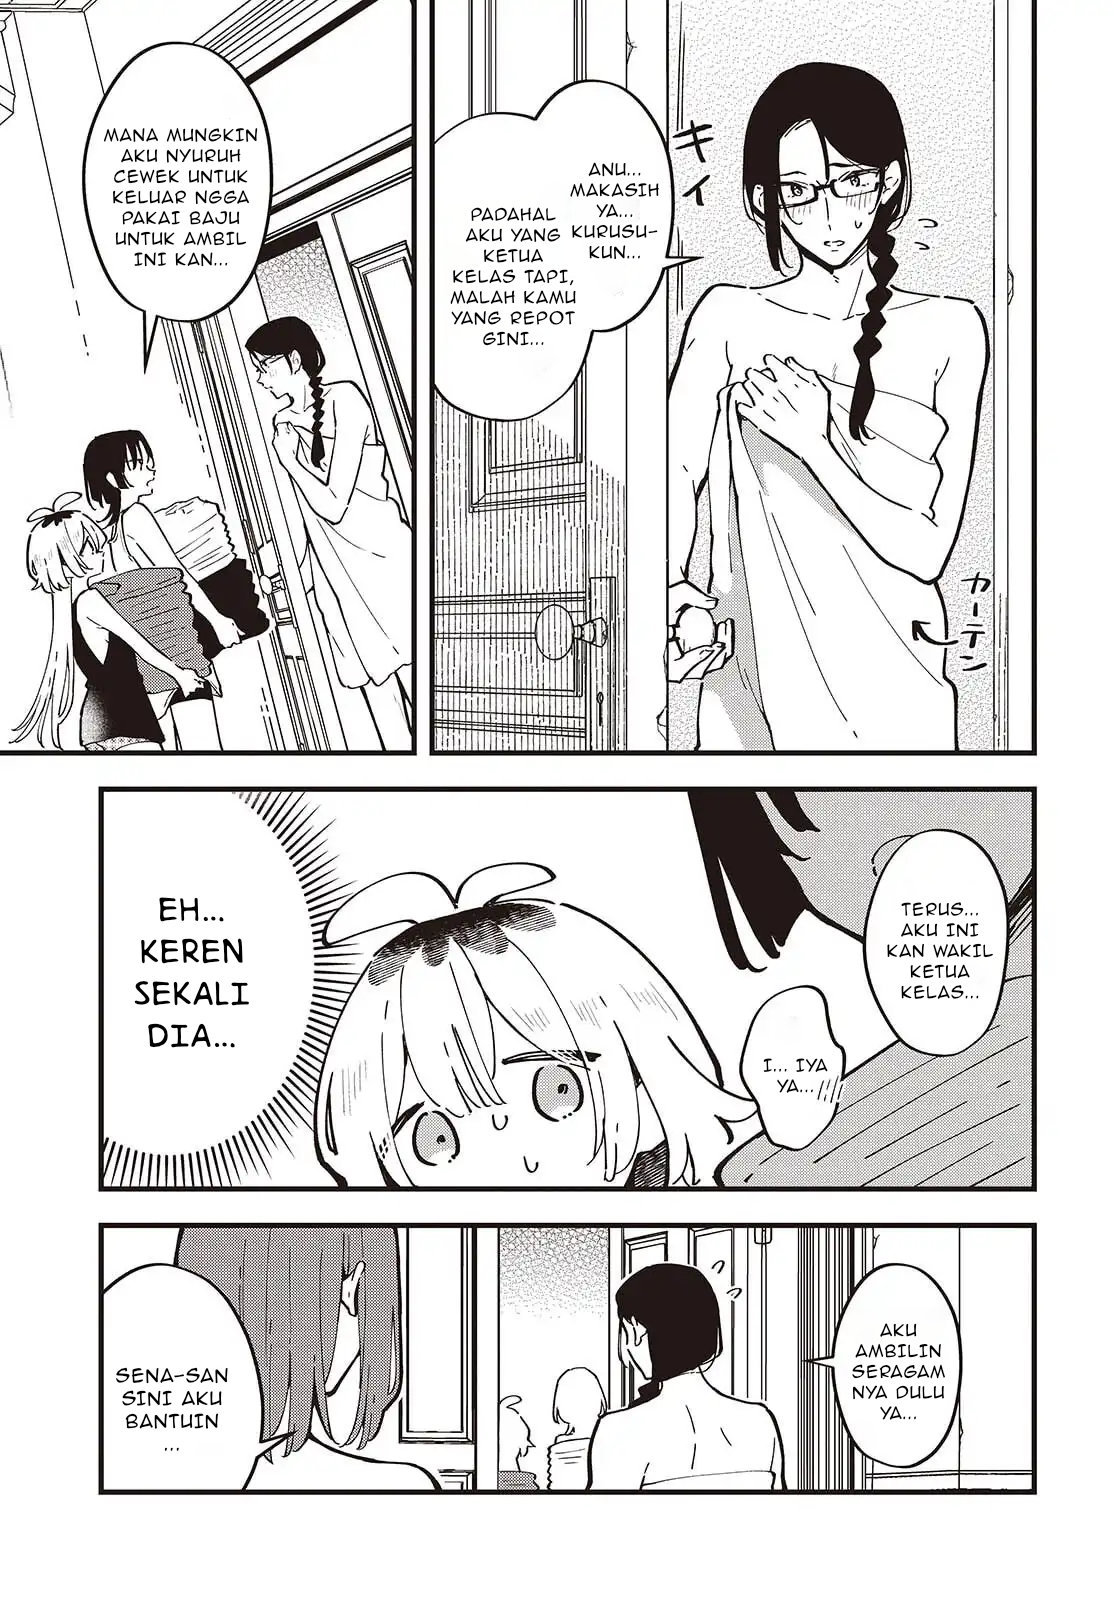 ANU...
MAKASIH
YA...
KURUSU-
KUN...
PADAHAL
AKU YANG
KETUA
KELAS TAPI,
MALAH KAMU
YANG REPOT
GINI...
キイ
カーテン
MANA MUNGKIN
AKU NYURUH
CEWEK UNTUK
KELUAR NGGA
PAKAI BAJU
UNTUK AMBIL
INI KAN...
TERUS...
AKU INI
KAN WAKIL
KETUA
KELAS...
I... IYA
YA...
EH...
KEREN
SEKALI
DIA...
AKU
AMBILIN
SERAGAM
NYA DULU
YA...
SENA-SAN
SINI AKU
BANTUIN
...